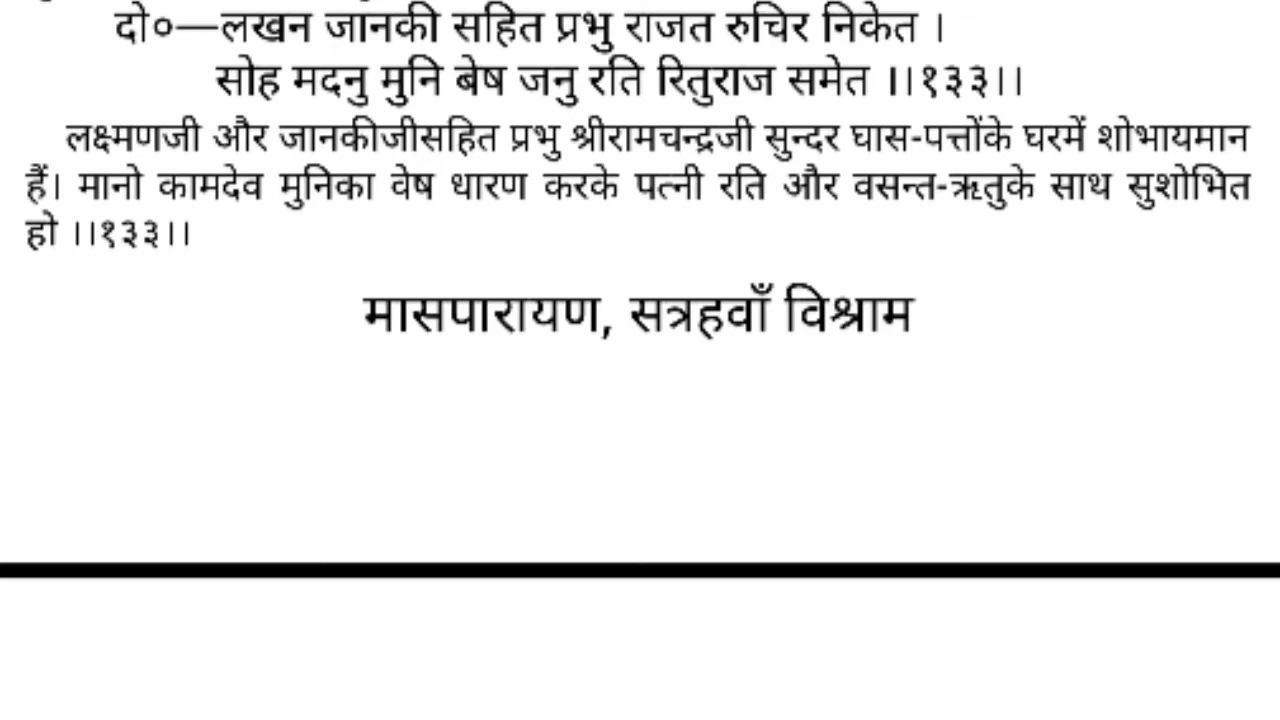 दो०—लखन जानकी सहित प्रभु राजत रुचिर निकेत ।
सोह मदनु मुनि बेष जनु रति रितुराज समेत ।।१३३।।
लक्ष्मणजी और जानकीजीसहित प्रभु श्रीरामचन्द्रजी सुन्दर घास-पत्तोंके घरमें शोभायमान
हैं। मानो कामदेव मुनिका वेष धारण करके पत्नी रति और वसन्त-ऋतुके साथ सुशोभित
हो ।।१३३।।
मासपारायण, सत्रहवाँ विश्राम